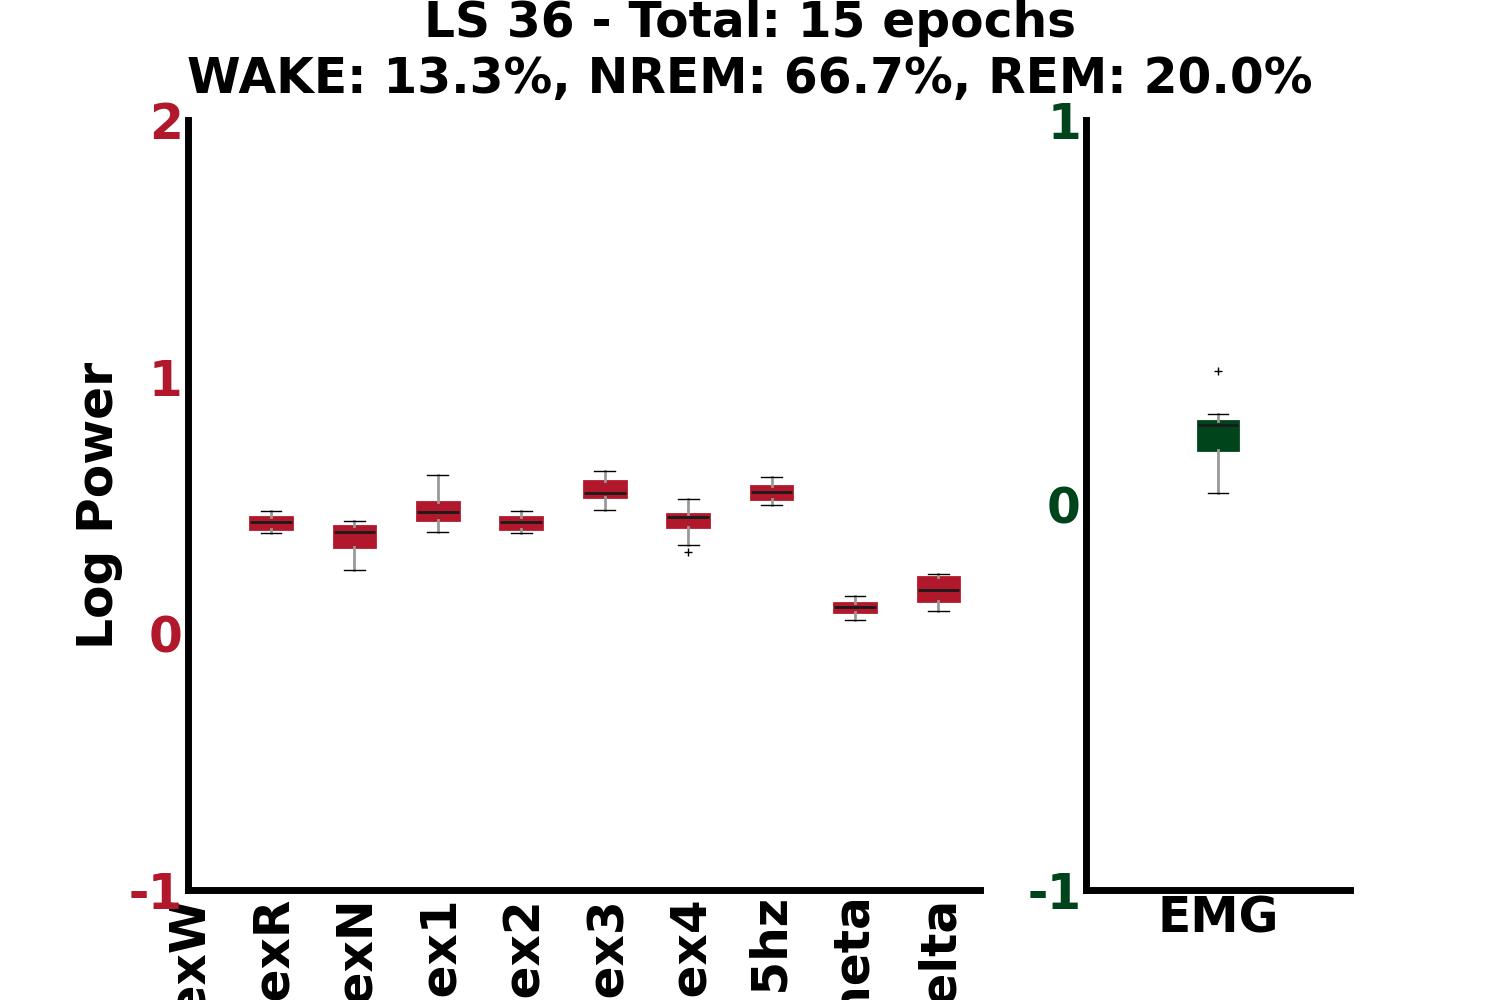 LS 36 - Total: 15 epochs
WAKE: 13.3%, NREM: 66.7%, REM: 20.0%
2
1
0
-1
Log Power
exW
exR
exN
ex1
ex2
ex3
ex4
5hz
eta
elta
1
0
-1
EMG